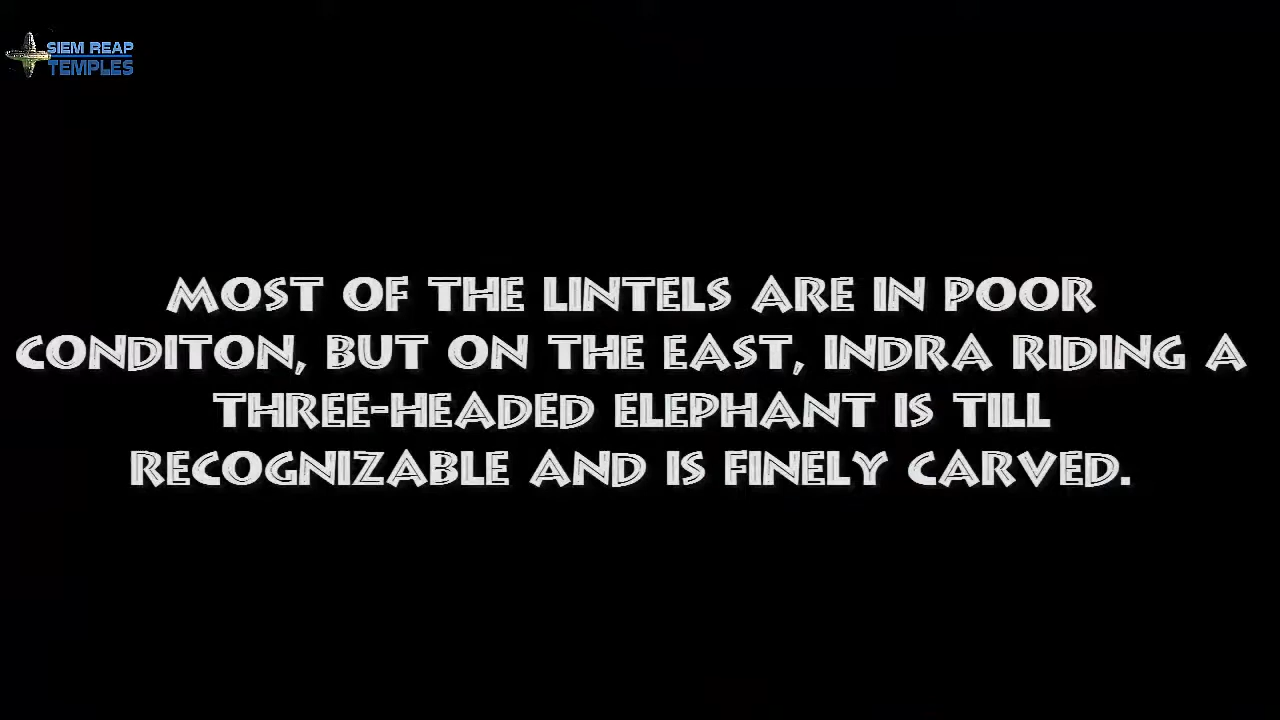 SIEM REAP
TEMPLES
MOST OF THE LINTELS ARE IN POOR
CONDITON, BUT ON THE EAST, INDRA RIDING A
THREE-HEADED ELEPHANT IS TILL
RECOGNIZABLE AND IS FINELY CARVED.